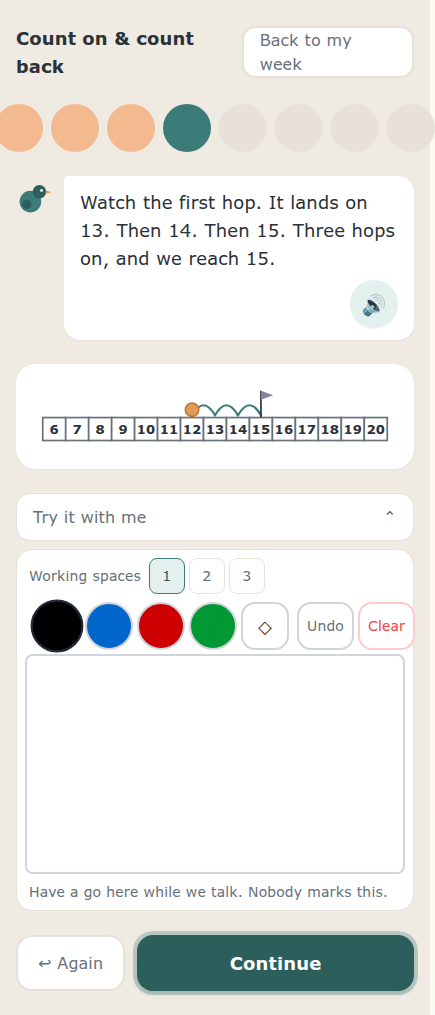 Count on & count
back
Back to my
week
Watch the first hop. It lands on
13. Then 14. Then 15. Three hops
on, and we reach 15.
6 7 8 9 10 11 12 13 14 15 16 17 18 19 20
Try it with me
Working spaces 1 2 3
Undo Clear
Have a go here while we talk. Nobody marks this.
↩ Again
Continue